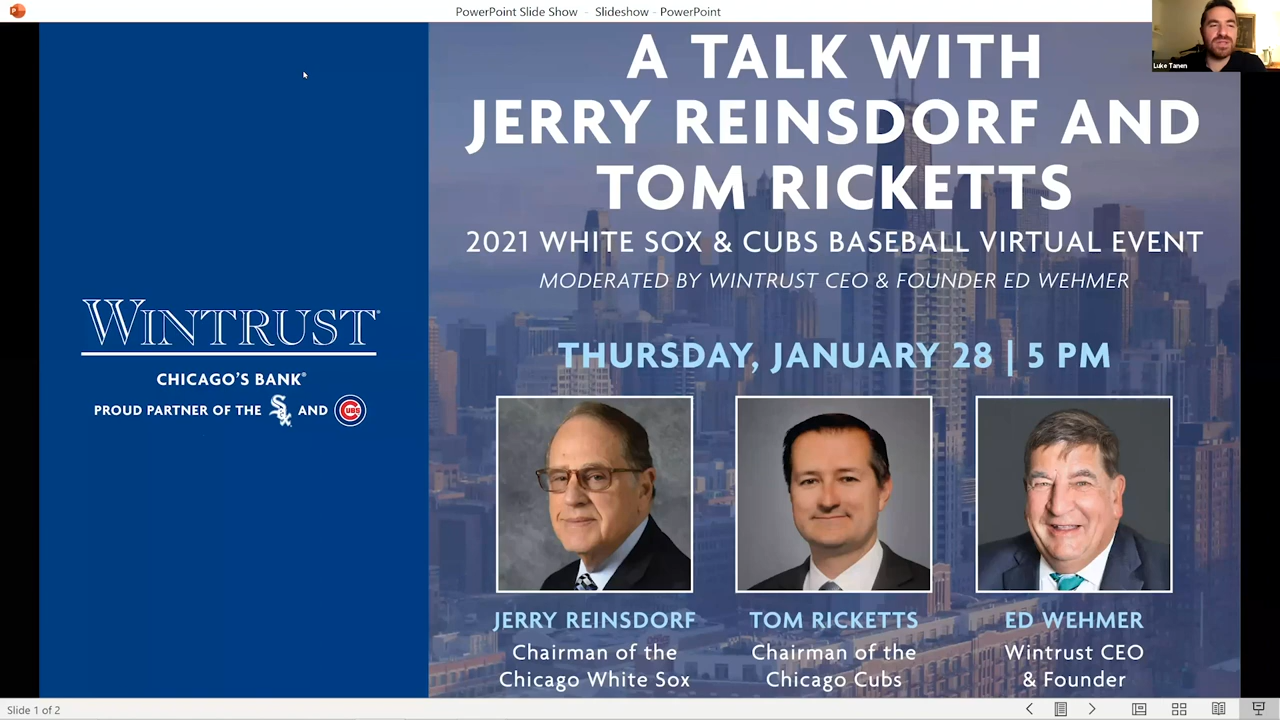 PowerPoint Slide Show - Slideshow - PowerPoint
Luke Tanen
A TALK WITH
JERRY REINSDORF AND
TOM RICKETTS
2021 WHITE SOX & CUBS BASEBALL VIRTUAL EVENT
MODERATED BY WINTRUST CEO & FOUNDER ED WEHMER
THURSDAY, JANUARY 28 | 5 PM
WINTRUST®
CHICAGO'S BANK®
PROUD PARTNER OF THE Sox AND CUBS
JERRY REINSDORF
Chairman of the
Chicago White Sox
TOM RICKETTS
Chairman of the
Chicago Cubs
ED WEHMER
Wintrust CEO
& Founder
Slide 1 of 2